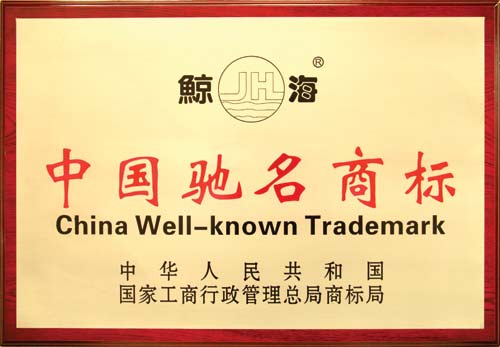 鯨 JH 海®
中国驰名商标
China Well-known Trademark
中华人民共和国
国家工商行政管理总局商标局